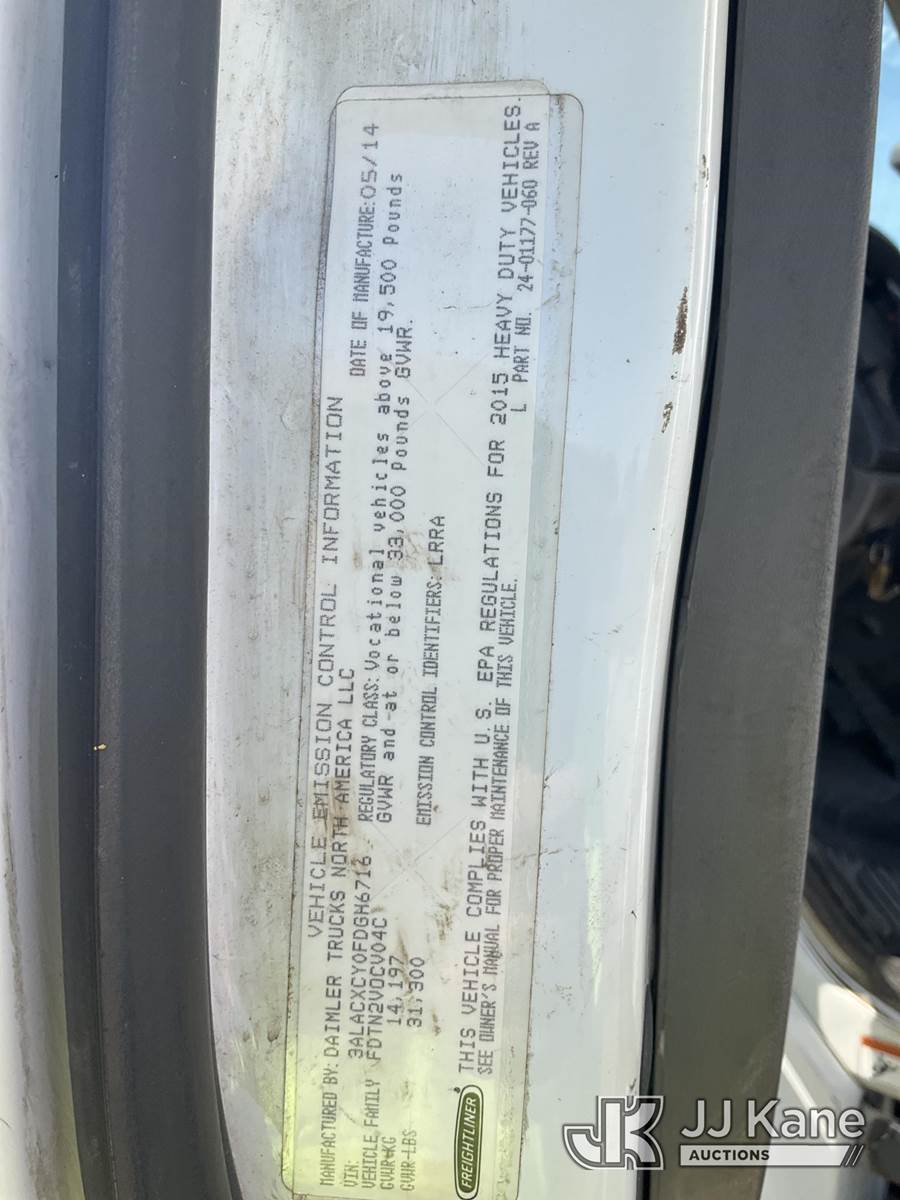 VEHICLE EMISSION CONTROL INFORMATION
MANUFACTURED BY: DAIMLER TRUCKS NORTH AMERICA LLC
DATE OF MANUFACTURE: 05/14
VIN: 3ALACXCY0FDGH6716
VEHICLE FAMILY FDTN2VOCV04C
GVWR-KG 14,197
GVWR-LBS 31,300
REGULATORY CLASS: Vocational vehicles above 19,500 Pounds
GVWR and at or below 33,000 Pounds GVWR.
EMISSION CONTROL IDENTIFIERS: LRRA
THIS VEHICLE COMPLIES WITH U.S. EPA REGULATIONS FOR 2015 HEAVY DUTY VEHICLES.
SEE OWNER'S MANUAL FOR PROPER MAINTENANCE OF THIS VEHICLE.
L PART NO. 24-01177-060 REV A
FREIGHTLINER
JK JJ Kane
AUCTIONS